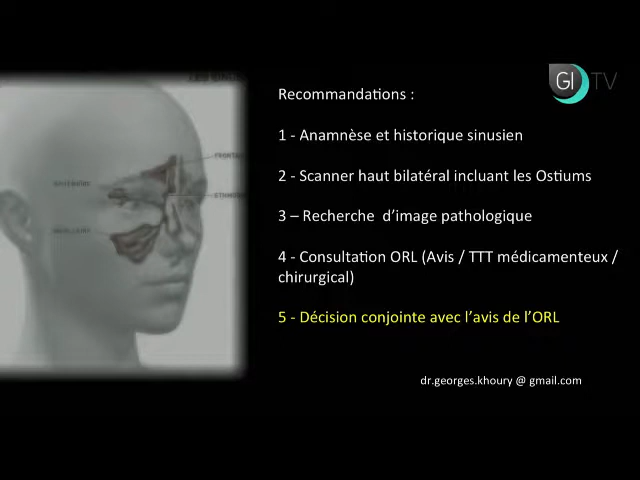 GI TV
Recommandations :
1 - Anamnèse et historique sinusien
2 - Scanner haut bilatéral incluant les Ostiums
3 – Recherche d’image pathologique
4 - Consultation ORL (Avis / TTT médicamenteux /
chirurgical)
5 - Décision conjointe avec l’avis de l’ORL
dr.georges.khoury @ gmail.com